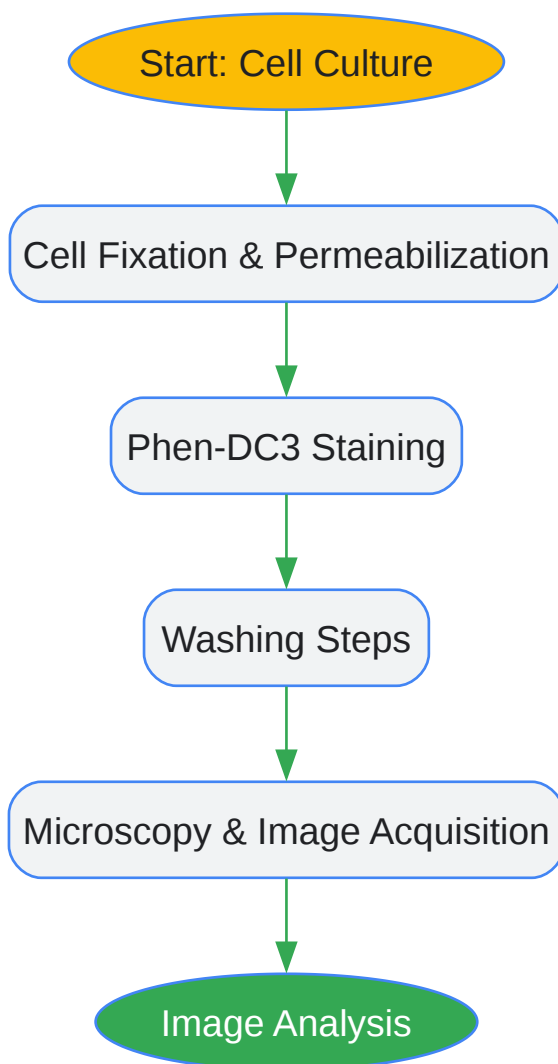 Start: Cell Culture
Cell Fixation & Permeabilization
Phen-DC3 Staining
Washing Steps
Microscopy & Image Acquisition
Image Analysis